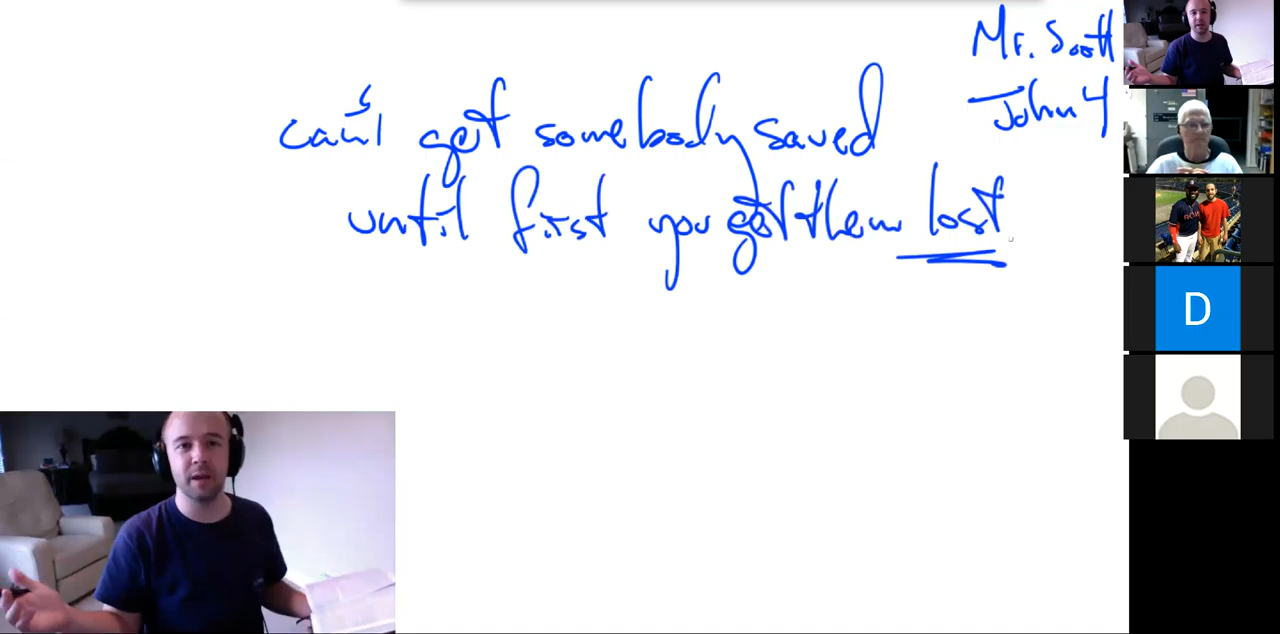 Mr. Scott
John 4
can't get somebody saved
until first you get them lost
D